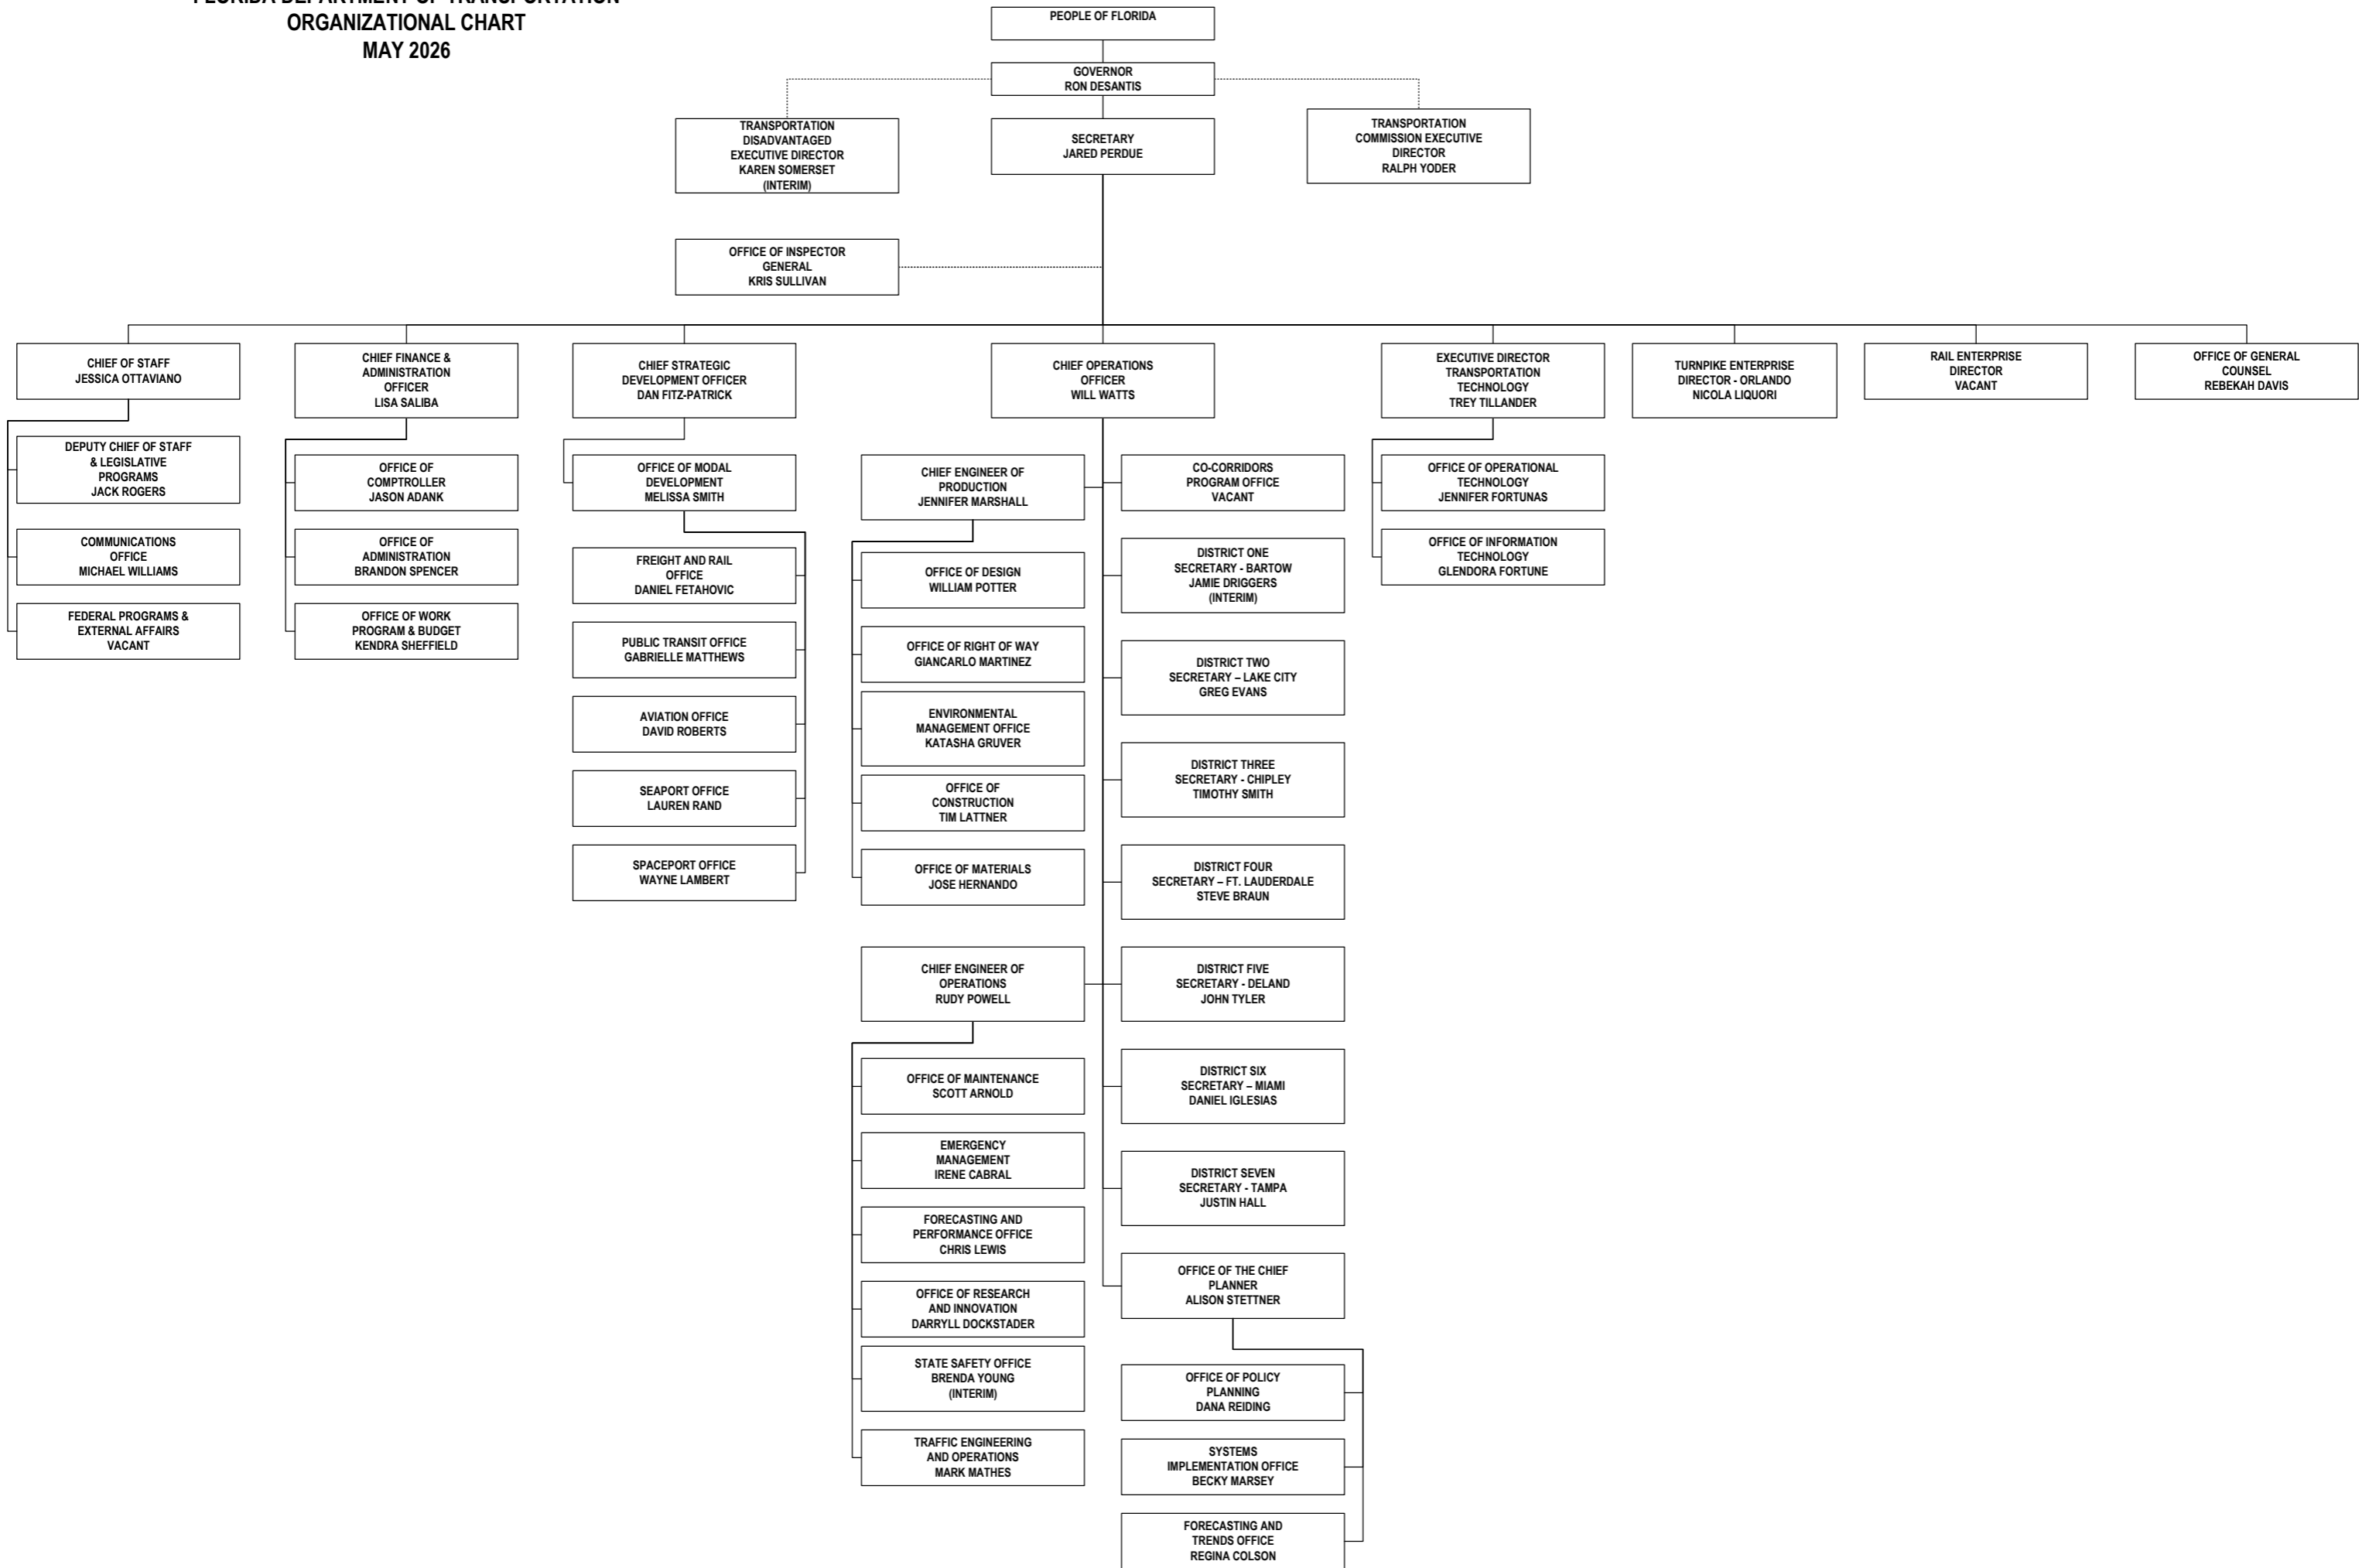 FLORIDA DEPARTMENT OF TRANSPORTATION
ORGANIZATIONAL CHART
MAY 2026
PEOPLE OF FLORIDA
GOVERNOR
RON DESANTIS
TRANSPORTATION
DISADVANTAGED
EXECUTIVE DIRECTOR
KAREN SOMERSET
(INTERIM)
SECRETARY
JARED PERDUE
TRANSPORTATION
COMMISSION EXECUTIVE
DIRECTOR
RALPH YODER
OFFICE OF INSPECTOR
GENERAL
KRIS SULLIVAN
CHIEF OF STAFF
JESSICA OTTAVIANO
CHIEF FINANCE &
ADMINISTRATION
OFFICER
LISA SALIBA
CHIEF STRATEGIC
DEVELOPMENT OFFICER
DAN FITZ-PATRICK
CHIEF OPERATIONS
OFFICER
WILL WATTS
EXECUTIVE DIRECTOR
TRANSPORTATION
TECHNOLOGY
TREY TILLANDER
TURNPIKE ENTERPRISE
DIRECTOR - ORLANDO
NICOLA LIQUORI
RAIL ENTERPRISE
DIRECTOR
VACANT
OFFICE OF GENERAL
COUNSEL
REBEKAH DAVIS
DEPUTY CHIEF OF STAFF
& LEGISLATIVE
PROGRAMS
JACK ROGERS
COMMUNICATIONS
OFFICE
MICHAEL WILLIAMS
FEDERAL PROGRAMS &
EXTERNAL AFFAIRS
VACANT
OFFICE OF
COMPTROLLER
JASON ADANK
OFFICE OF
ADMINISTRATION
BRANDON SPENCER
OFFICE OF WORK
PROGRAM & BUDGET
KENDRA SHEFFIELD
OFFICE OF MODAL
DEVELOPMENT
MELISSA SMITH
FREIGHT AND RAIL
OFFICE
DANIEL FETAHOVIC
PUBLIC TRANSIT OFFICE
GABRIELLE MATTHEWS
AVIATION OFFICE
DAVID ROBERTS
SEAPORT OFFICE
LAUREN RAND
SPACEPORT OFFICE
WAYNE LAMBERT
CHIEF ENGINEER OF
PRODUCTION
JENNIFER MARSHALL
OFFICE OF DESIGN
WILLIAM POTTER
OFFICE OF RIGHT OF WAY
GIANCARLO MARTINEZ
ENVIRONMENTAL
MANAGEMENT OFFICE
KATASHA GRUVER
OFFICE OF
CONSTRUCTION
TIM LATTNER
OFFICE OF MATERIALS
JOSE HERNANDO
CHIEF ENGINEER OF
OPERATIONS
RUDY POWELL
OFFICE OF MAINTENANCE
SCOTT ARNOLD
EMERGENCY
MANAGEMENT
IRENE CABRAL
FORECASTING AND
PERFORMANCE OFFICE
CHRIS LEWIS
OFFICE OF RESEARCH
AND INNOVATION
DARRYLL DOCKSTADER
STATE SAFETY OFFICE
BRENDA YOUNG
(INTERIM)
TRAFFIC ENGINEERING
AND OPERATIONS
MARK MATHES
CO-CORRIDORS
PROGRAM OFFICE
VACANT
DISTRICT ONE
SECRETARY - BARTOW
JAMIE DRIGGERS
(INTERIM)
DISTRICT TWO
SECRETARY – LAKE CITY
GREG EVANS
DISTRICT THREE
SECRETARY - CHIPLEY
TIMOTHY SMITH
DISTRICT FOUR
SECRETARY – FT. LAUDERDALE
STEVE BRAUN
DISTRICT FIVE
SECRETARY - DELAND
JOHN TYLER
DISTRICT SIX
SECRETARY – MIAMI
DANIEL IGLESIAS
DISTRICT SEVEN
SECRETARY - TAMPA
JUSTIN HALL
OFFICE OF THE CHIEF
PLANNER
ALISON STETTNER
OFFICE OF POLICY
PLANNING
DANA REIDING
SYSTEMS
IMPLEMENTATION OFFICE
BECKY MARSEY
FORECASTING AND
TRENDS OFFICE
REGINA COLSON
OFFICE OF OPERATIONAL
TECHNOLOGY
JENNIFER FORTUNAS
OFFICE OF INFORMATION
TECHNOLOGY
GLENDORA FORTUNE